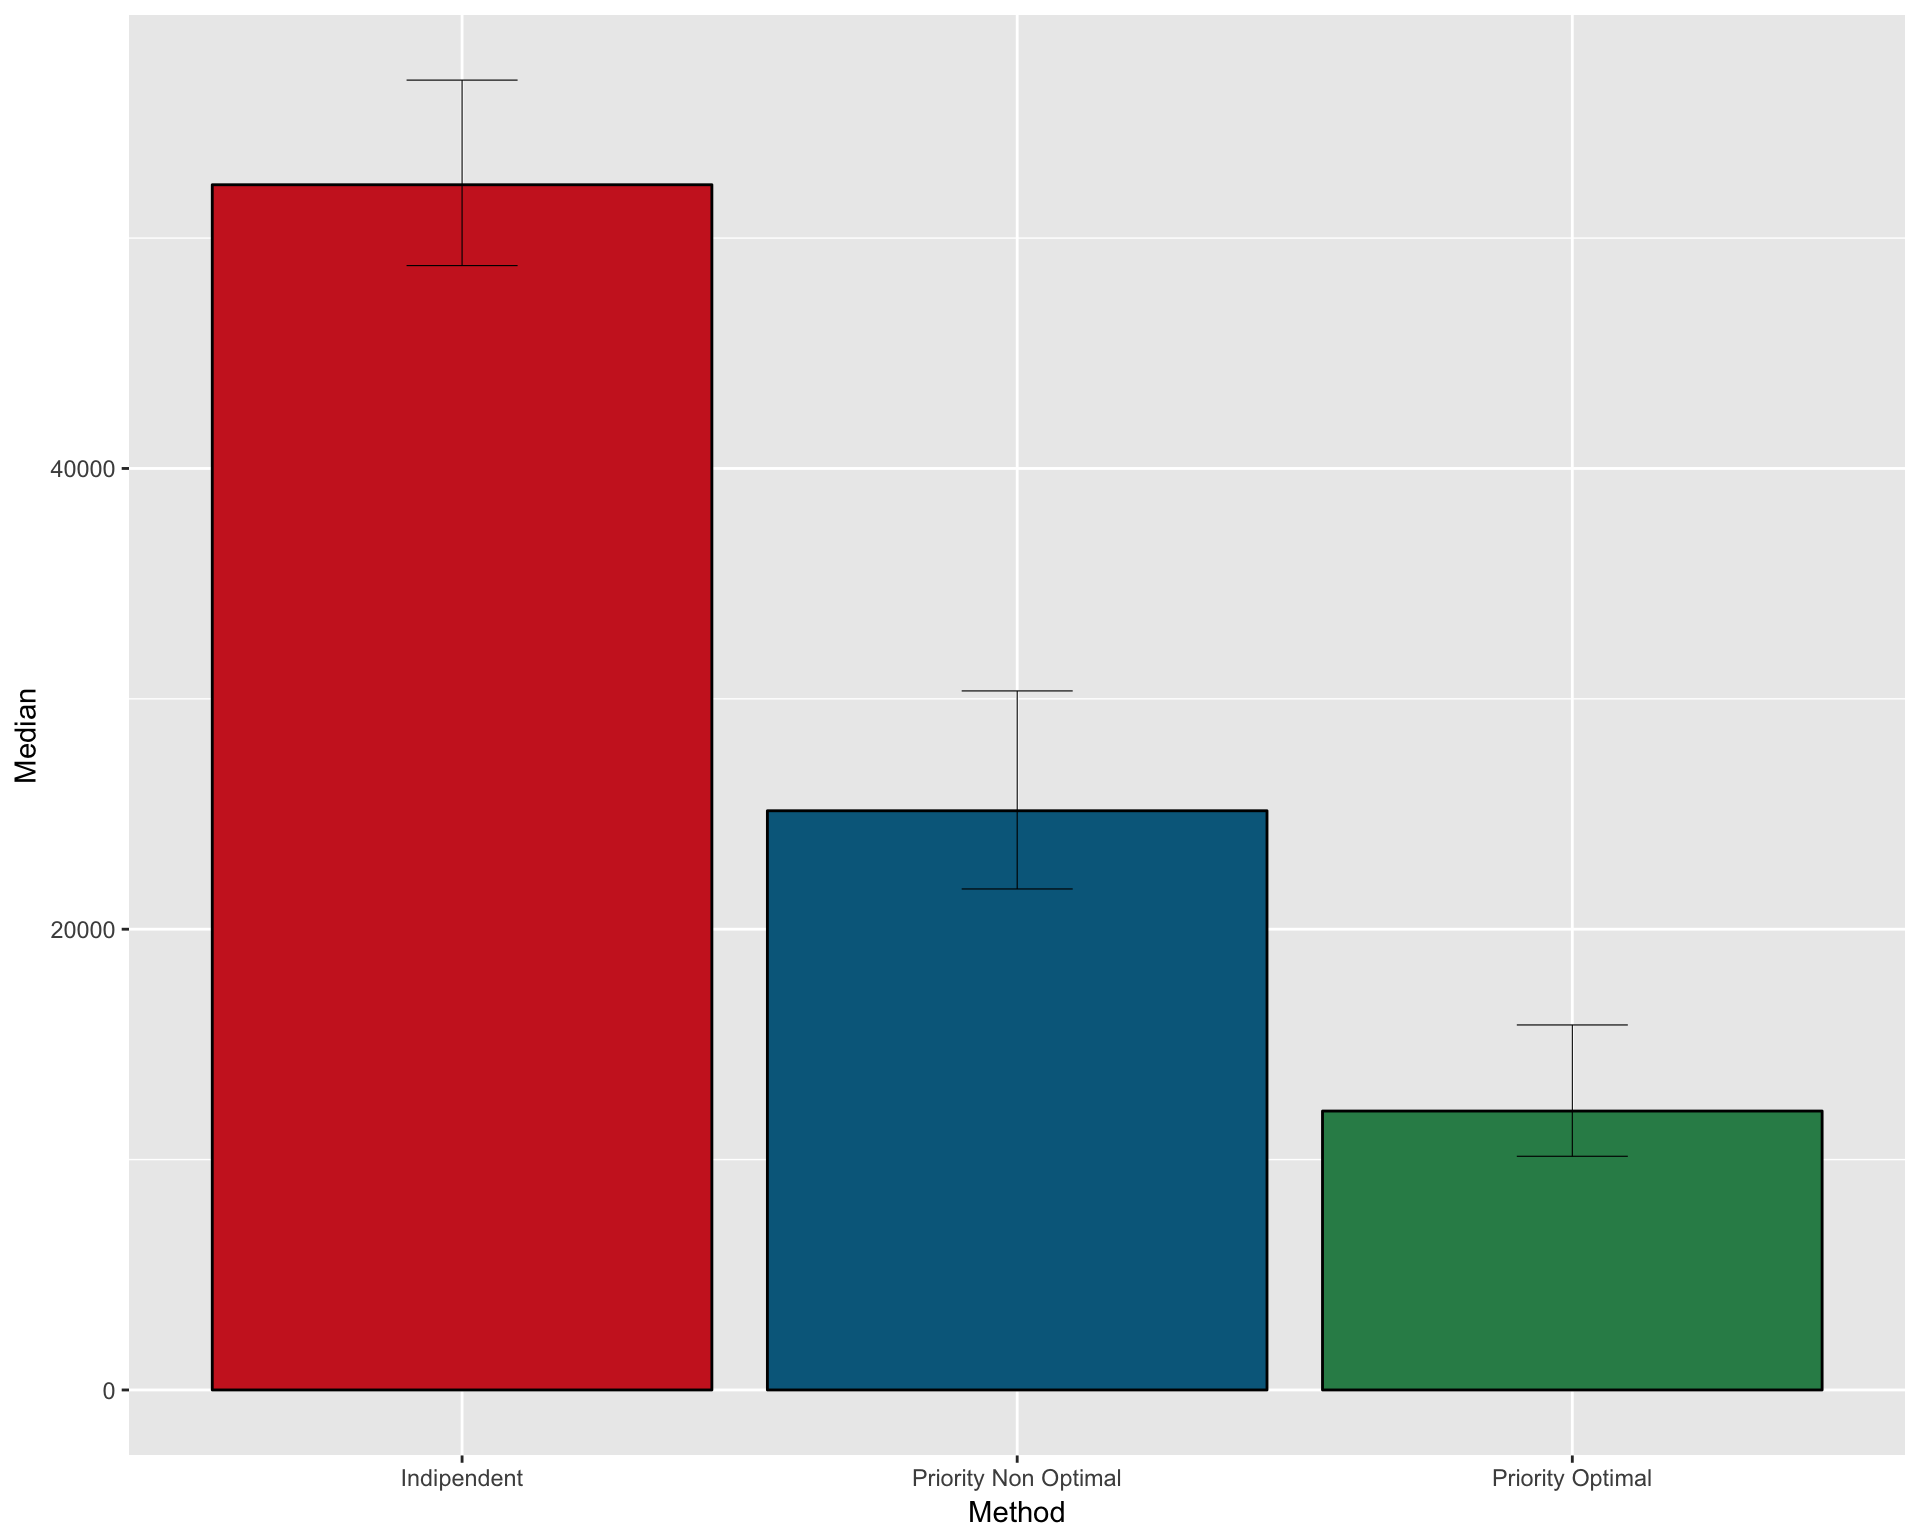 Median
40000
20000
0
Indipendent
Priority Non Optimal
Priority Optimal
Method